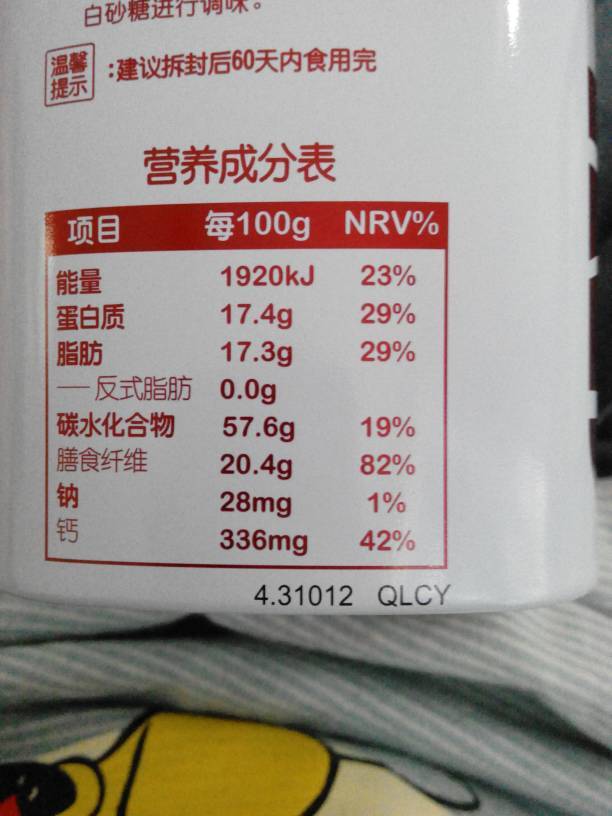 白砂糖进行调味。
温馨
提示
:建议拆封后60天内食用完
营养成分表
项目 每100g NRV%
能量 1920kJ 23%
蛋白质 17.4g 29%
脂肪 17.3g 29%
— 反式脂肪 0.0g
碳水化合物 57.6g 19%
膳食纤维 20.4g 82%
钠 28mg 1%
钙 336mg 42%
4.31012 QLCY